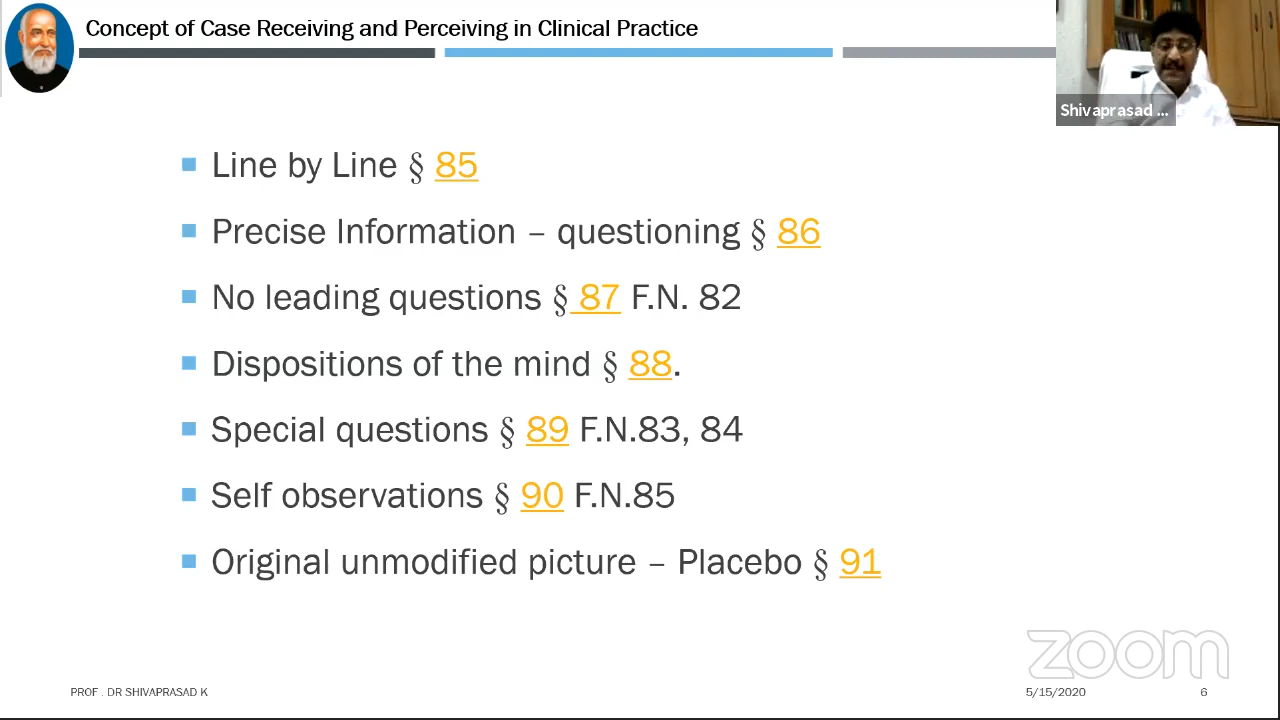 Concept of Case Receiving and Perceiving in Clinical Practice
Shivaprasad ...
Line by Line § 85
Precise Information – questioning § 86
No leading questions § 87 F.N. 82
Dispositions of the mind § 88.
Special questions § 89 F.N.83, 84
Self observations § 90 F.N.85
Original unmodified picture – Placebo § 91
zoom
PROF . DR SHIVAPRASAD K
5/15/2020
6